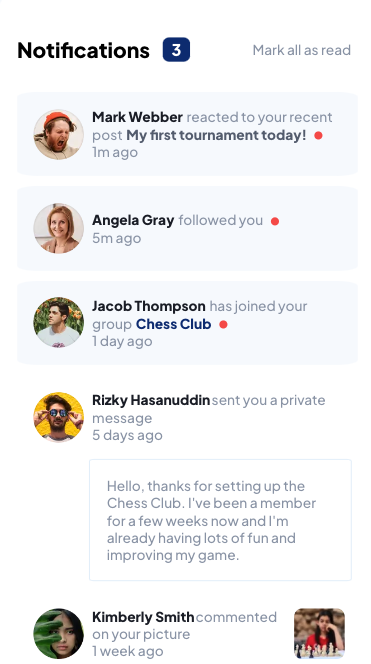 Notifications 3 Mark all as read
Mark Webber reacted to your recent
post My first tournament today!
1m ago
Angela Gray followed you
5m ago
Jacob Thompson has joined your
group Chess Club
1 day ago
Rizky Hasanuddin sent you a private
message
5 days ago
Hello, thanks for setting up the
Chess Club. I've been a member
for a few weeks now and I'm
already having lots of fun and
improving my game.
Kimberly Smith commented
on your picture
1 week ago